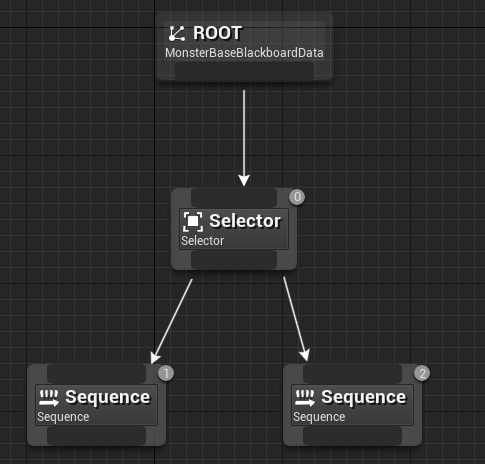 ROOT
MonsterBaseBlackboardData
0
Selector
Selector
1
Sequence
Sequence
2
Sequence
Sequence